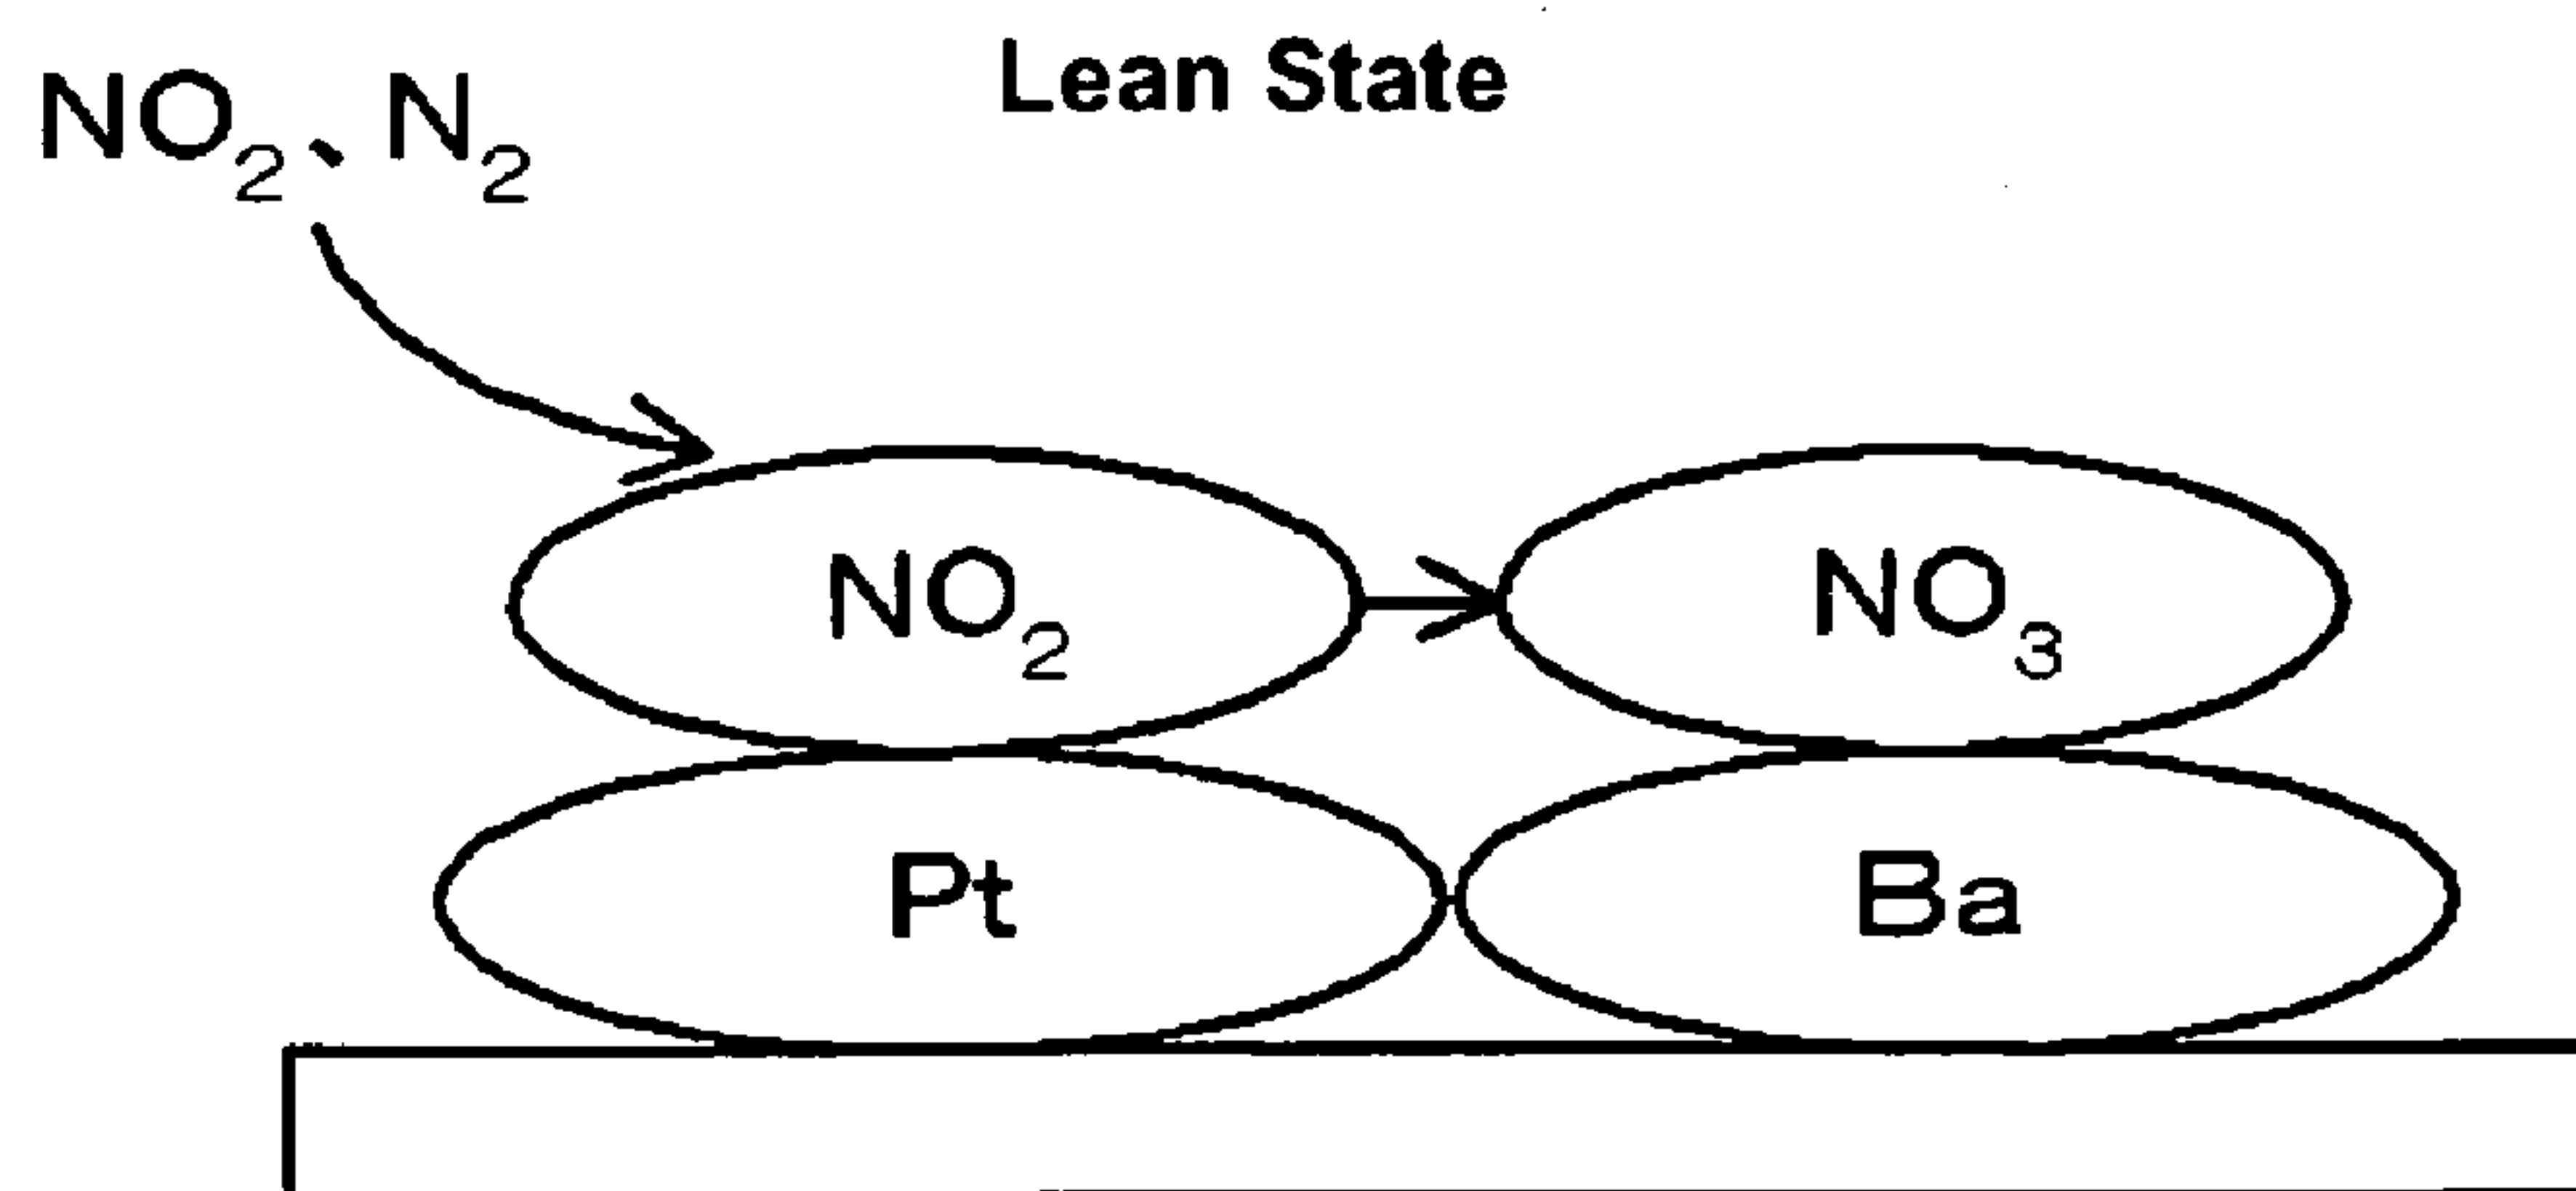 Lean State
NO₂、N₂
NO₂
NO₃
Pt
Ba